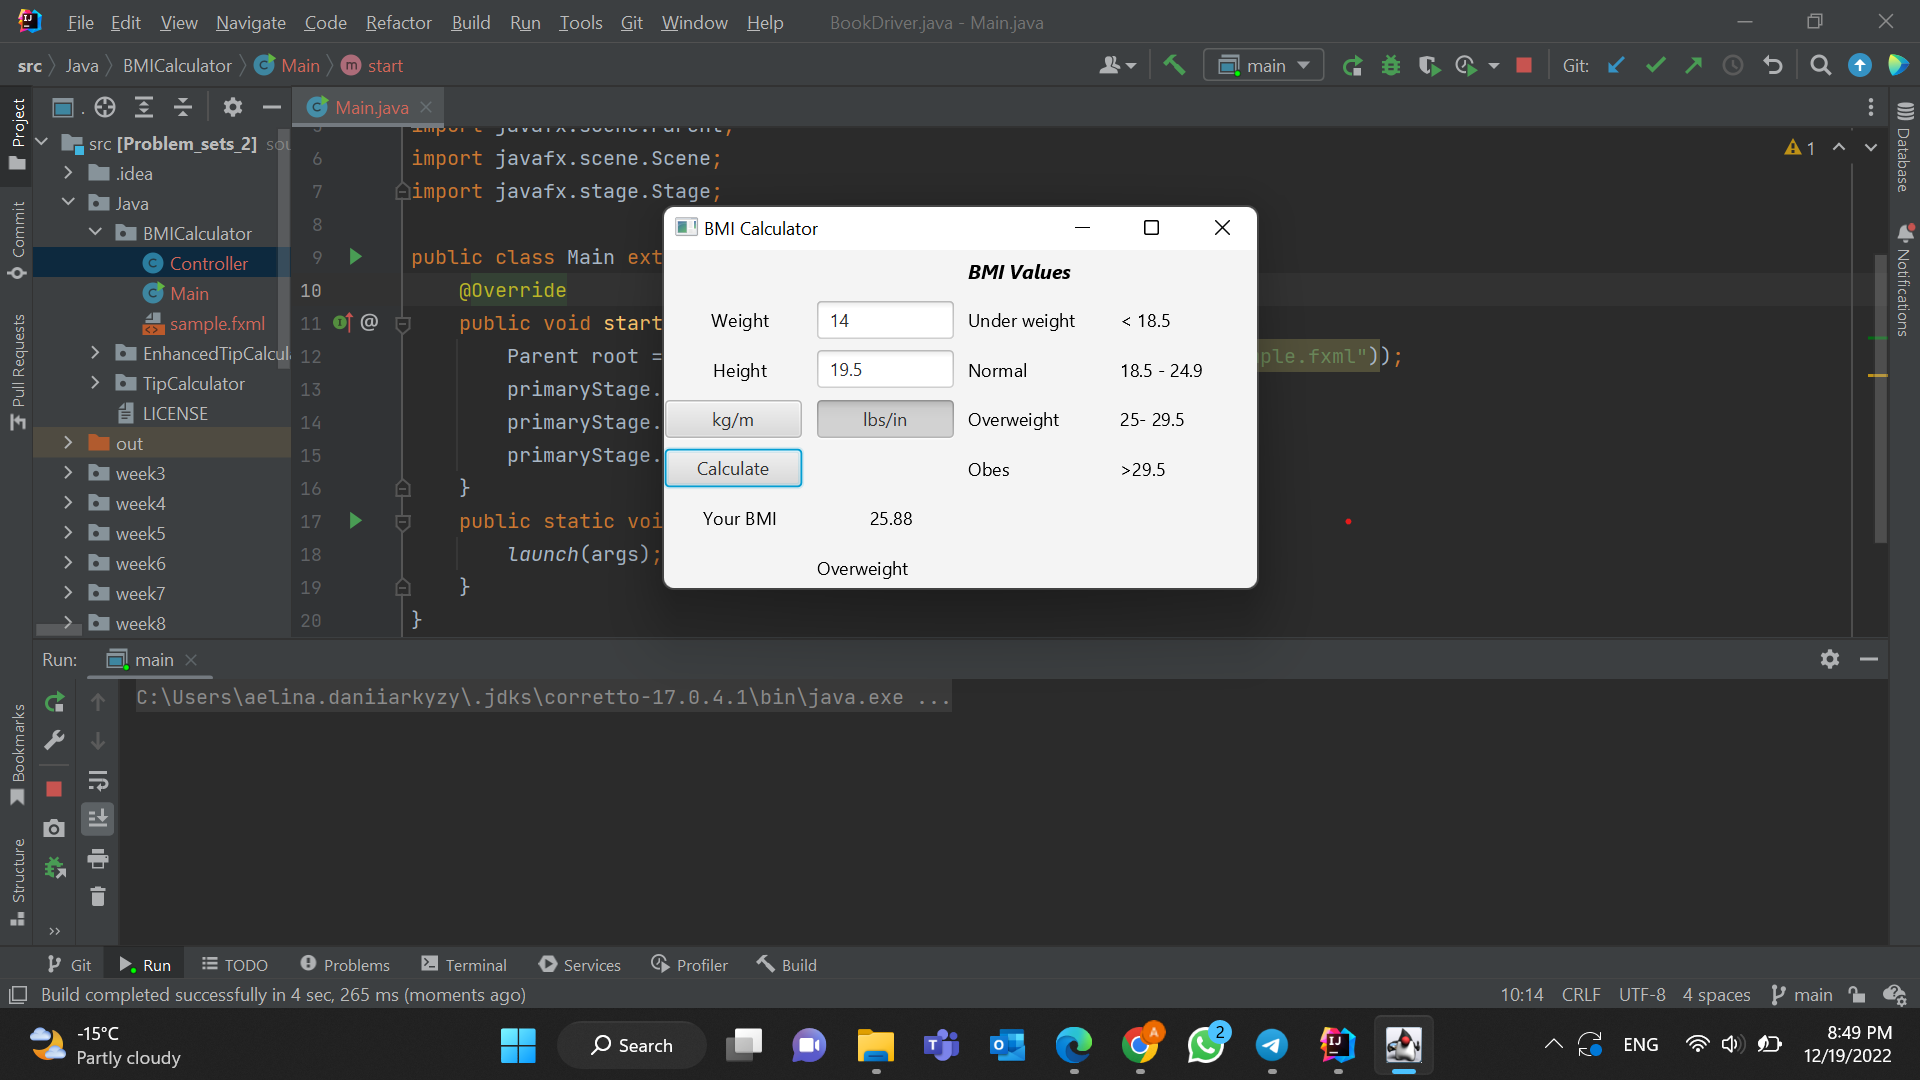 File Edit View Navigate Code Refactor Build Run Tools Git Window Help BookDriver.java - Main.java
src Java BMICalculator Main start main Git:
Project
Commit
Pull Requests
Bookmarks
Structure
src [Problem_sets_2]
.idea
Java
BMICalculator
Controller
Main
sample.fxml
EnhancedTipCalcul
TipCalculator
LICENSE
out
week3
week4
week5
week6
week7
week8
Main.java
1
import javafx.scene.Parent;
6 import javafx.scene.Scene;
7 import javafx.stage.Stage;
8
9 public class Main ext
10 @Override
11 @ public void start
12 Parent root = ple.fxml"));
13 primaryStage.
14 primaryStage.
15 primaryStage.
16 }
17 public static voi
18 launch(args);
19 }
20 }
Database
Notifications
BMI Calculator
BMI Values
Weight 14 Under weight < 18.5
Height 19.5 Normal 18.5 - 24.9
kg/m lbs/in Overweight 25- 29.5
Calculate Obes >29.5
Your BMI 25.88
Overweight
Run: main
C:\Users\aelina.daniiarkyzy\.jdks\corretto-17.0.4.1\bin\java.exe ...
Git Run TODO Problems Terminal Services Profiler Build
Build completed successfully in 4 sec, 265 ms (moments ago) 10:14 CRLF UTF-8 4 spaces main
-15°C
Partly cloudy
Search
A
2
ENG
8:49 PM
12/19/2022